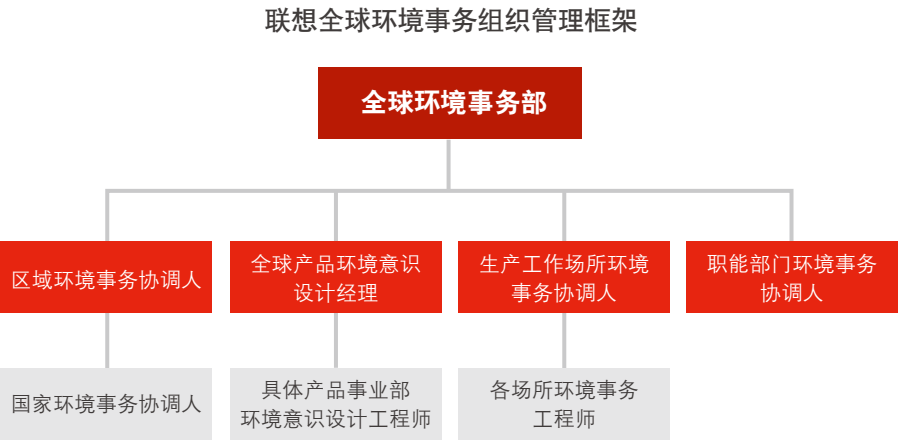 联想全球环境事务组织管理框架
全球环境事务部
区域环境事务协调人
全球产品环境意识
设计经理
生产工作场所环境
事务协调人
职能部门环境事务
协调人
国家环境事务协调人
具体产品事业部
环境意识设计工程师
各场所环境事务
工程师